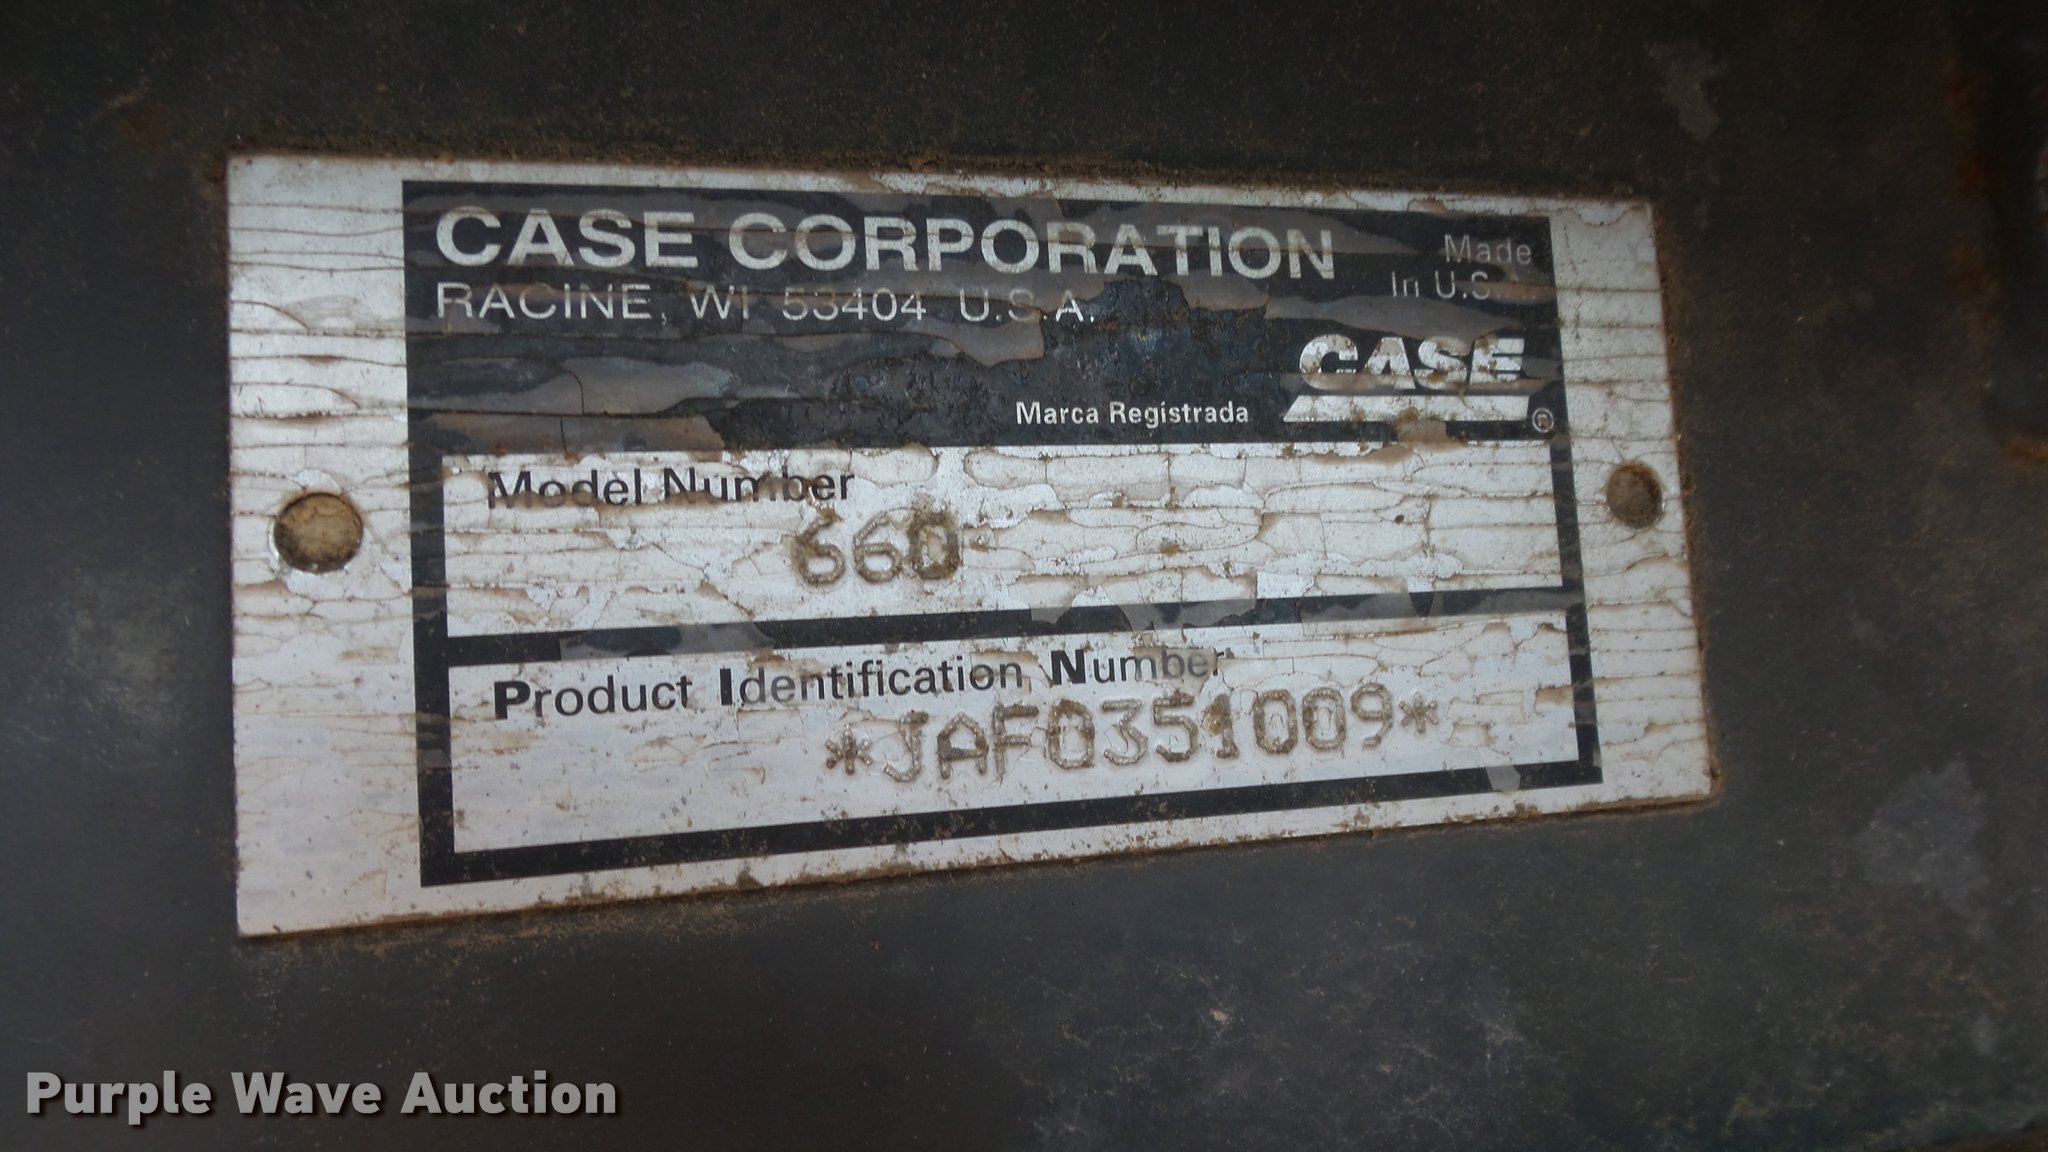 CASE CORPORATION
RACINE, WI 53404 U.S.A.
Made
In U.S.
CASE
Marca Registrada ®
Model Number
660
Product Identification Number
*JAF0351009*
Purple Wave Auction